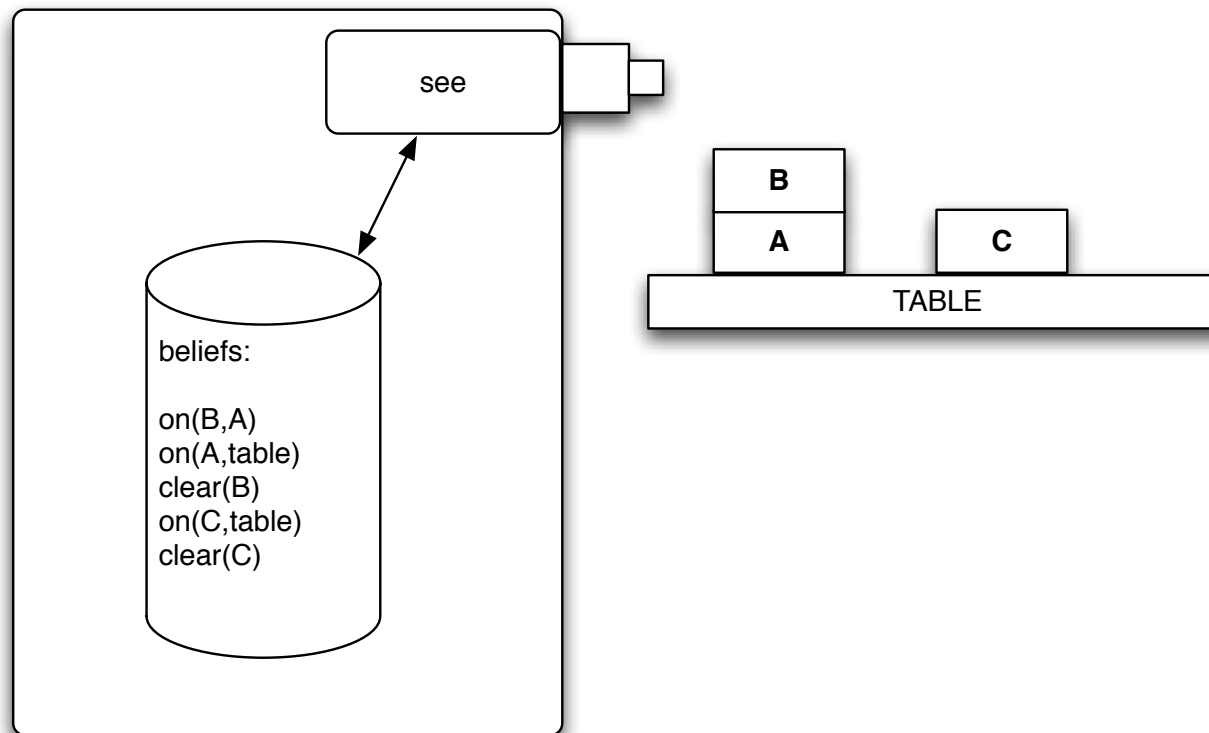 see
B
A
C
TABLE
beliefs:
on(B,A)
on(A,table)
clear(B)
on(C,table)
clear(C)